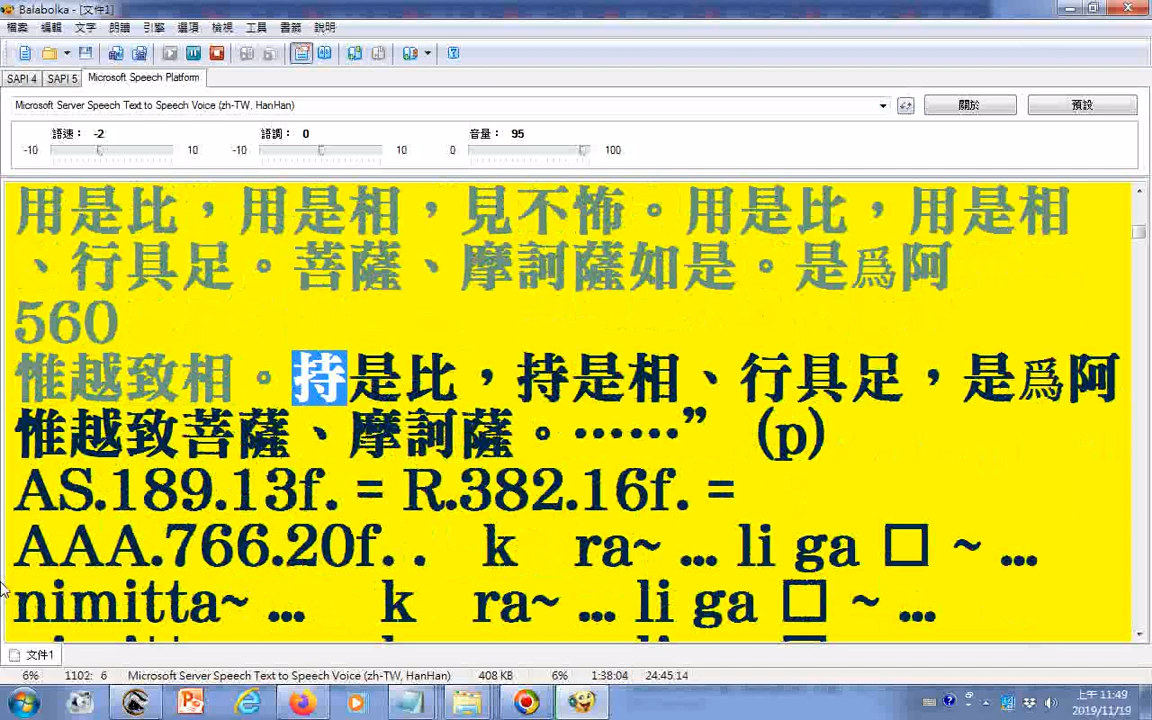 Balabolka - [文件1]
檔案 編輯 文字 朗讀 引擎 選項 檢視 工具 書籤 說明
SAPI 4 SAPI 5 Microsoft Speech Platform
Microsoft Server Speech Text to Speech Voice (zh-TW, HanHan) 關於 預設
語速： -2 語調： 0 音量： 95
-10 10 -10 10 0 100
用是比，用是相，見不怖。用是比，用是相
、行具足。菩薩、摩訶薩如是。是爲阿
560
惟越致相。持是比，持是相、行具足，是爲阿
惟越致菩薩、摩訶薩。……” (p)
AS.189.13f. = R.382.16f. =
AAA.766.20f. . k ra~ ... li ga □ ~ ...
nimitta~ ... k ra~ ... li ga □ ~ ...
文件1
6% 1102: 6 Microsoft Server Speech Text to Speech Voice (zh-TW, HanHan) 408 KB 6% 1:38:04 24:45.14
上午 11:49
2019/11/19